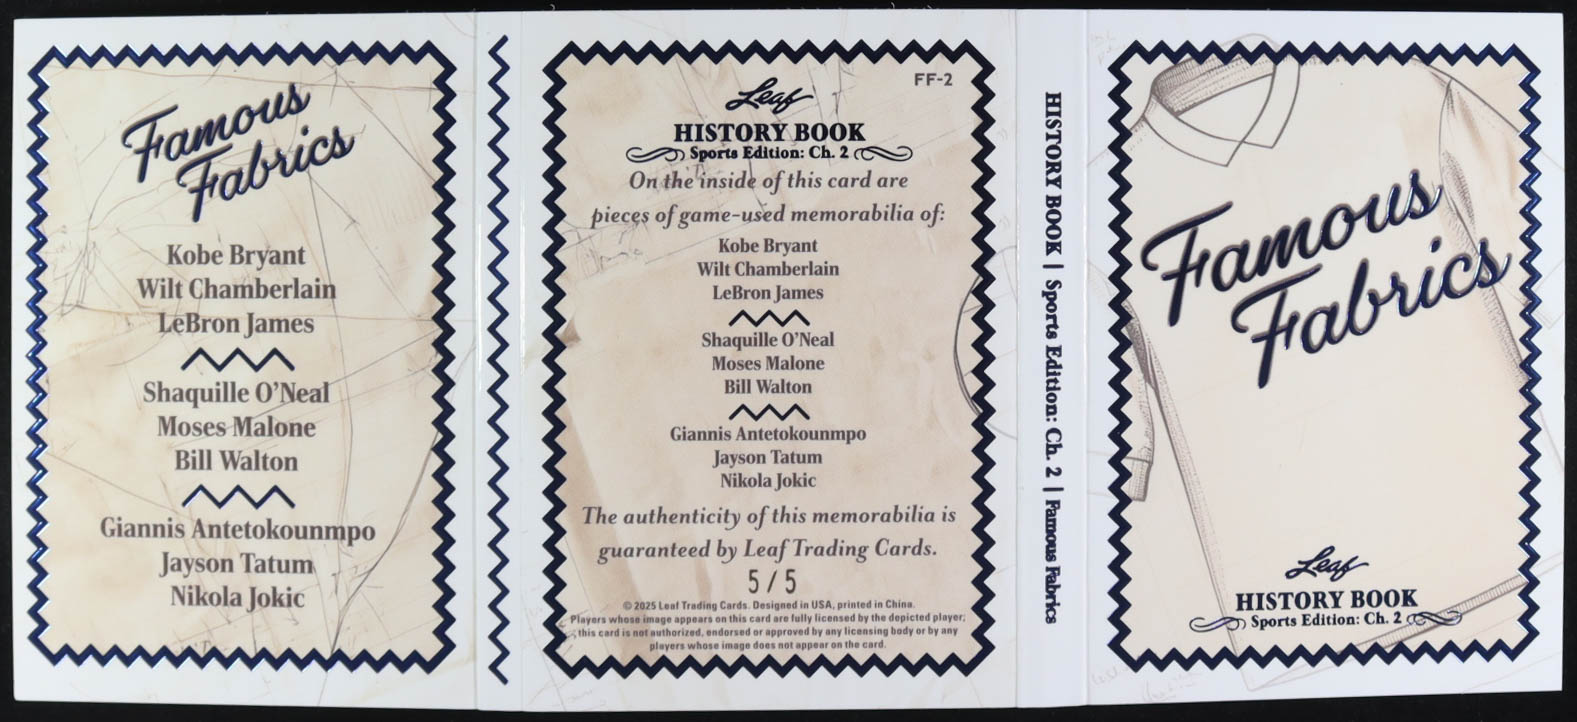 Famous
Fabrics
Kobe Bryant
Wilt Chamberlain
LeBron James
Shaquille O'Neal
Moses Malone
Bill Walton
Giannis Antetokounmpo
Jayson Tatum
Nikola Jokic
FF-2
Leaf
HISTORY BOOK
Sports Edition: Ch. 2
On the inside of this card are
pieces of game-used memorabilia of:
Kobe Bryant
Wilt Chamberlain
LeBron James
Shaquille O'Neal
Moses Malone
Bill Walton
Giannis Antetokounmpo
Jayson Tatum
Nikola Jokic
The authenticity of this memorabilia is
guaranteed by Leaf Trading Cards.
5/5
© 2025 Leaf Trading Cards. Designed in USA, printed in China.
Players whose image appears on this card are fully licensed by the depicted player;
this card is not authorized, endorsed or approved by any licensing body or by any
players whose image does not appear on the card.
HISTORY BOOK | Sports Edition: Ch. 2 | Famous Fabrics
Famous
Fabrics
Leaf
HISTORY BOOK
Sports Edition: Ch. 2